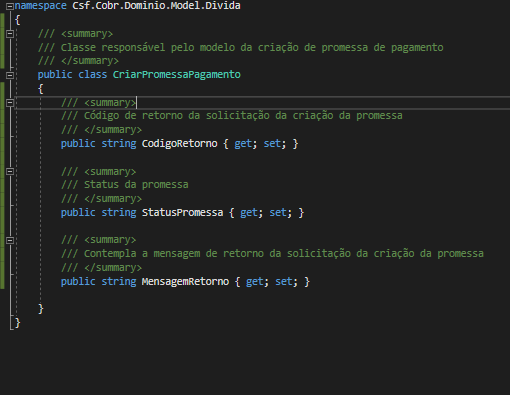 namespace Csf.Cobr.Dominio.Model.Divida
{
/// <summary>
/// Classe responsável pelo modelo da criação de promessa de pagamento
/// </summary>
public class CriarPromessaPagamento
{
/// <summary>
/// Código de retorno da solicitação da criação da promessa
/// </summary>
public string CodigoRetorno { get; set; }
/// <summary>
/// Status da promessa
/// </summary>
public string StatusPromessa { get; set; }
/// <summary>
/// Contempla a mensagem de retorno da solicitação da criação da promessa
/// </summary>
public string MensagemRetorno { get; set; }
}
}